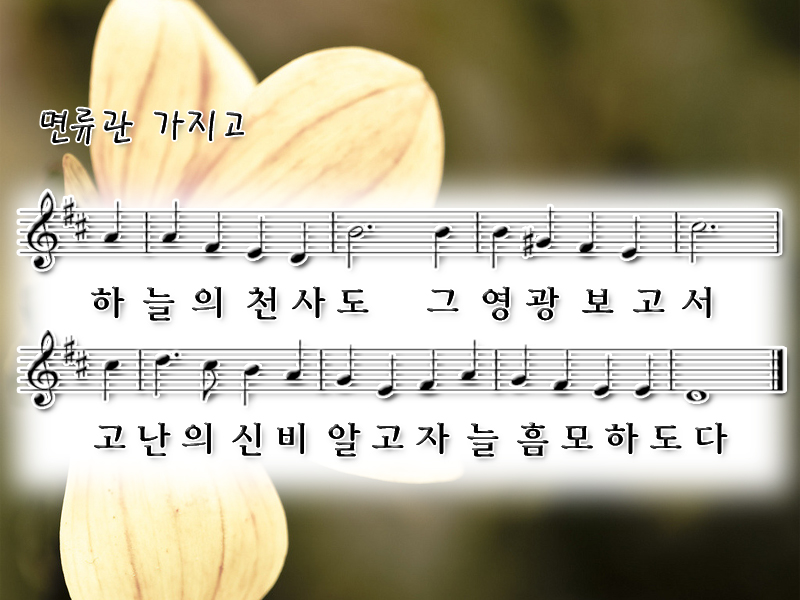 면류관 가지고
하 늘 의 천 사 도 그 영 광 보 고 서
고 난 의 신 비 알 고 자 늘 흠 모 하 도 다